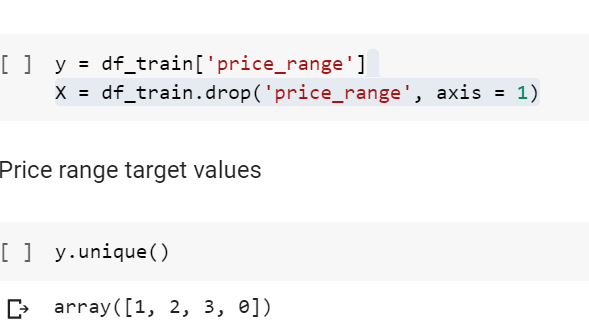 [ ] y = df_train['price_range']
X = df_train.drop('price_range', axis = 1)
Price range target values
[ ] y.unique()
array([1, 2, 3, 0])